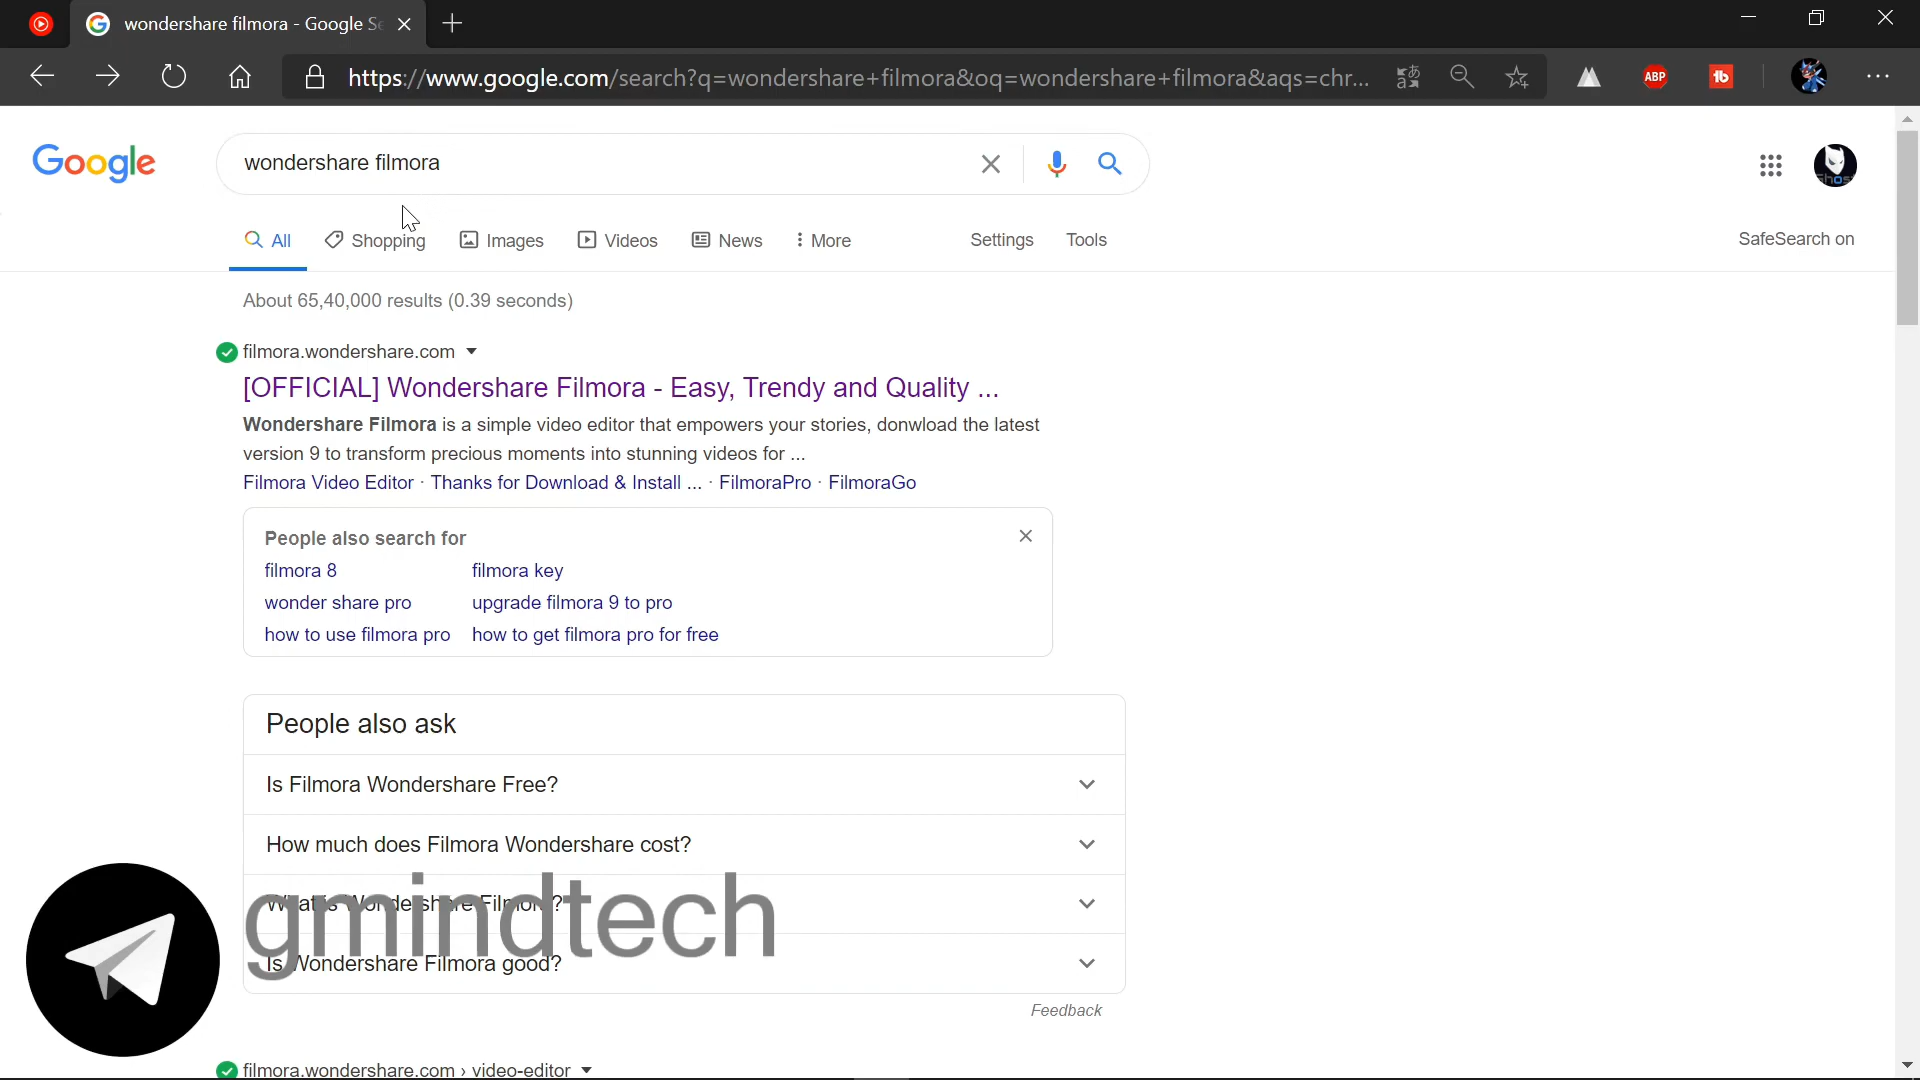 wondershare filmora - Google Se
https://www.google.com/search?q=wondershare+filmora&oq=wondershare+filmora&aqs=chr...
ABP
Google
wondershare filmora
All
Shopping
Images
Videos
News
More
Settings
Tools
SafeSearch on
About 65,40,000 results (0.39 seconds)
filmora.wondershare.com
[OFFICIAL] Wondershare Filmora - Easy, Trendy and Quality ...
Wondershare Filmora is a simple video editor that empowers your stories, donwload the latest
version 9 to transform precious moments into stunning videos for ...
Filmora Video Editor · Thanks for Download & Install ... · FilmoraPro · FilmoraGo
People also search for
filmora 8
filmora key
wonder share pro
upgrade filmora 9 to pro
how to use filmora pro
how to get filmora pro for free
People also ask
Is Filmora Wondershare Free?
How much does Filmora Wondershare cost?
What is Wondershare Filmora?
gmindtech
Is Wondershare Filmora good?
Feedback
filmora.wondershare.com › video-editor